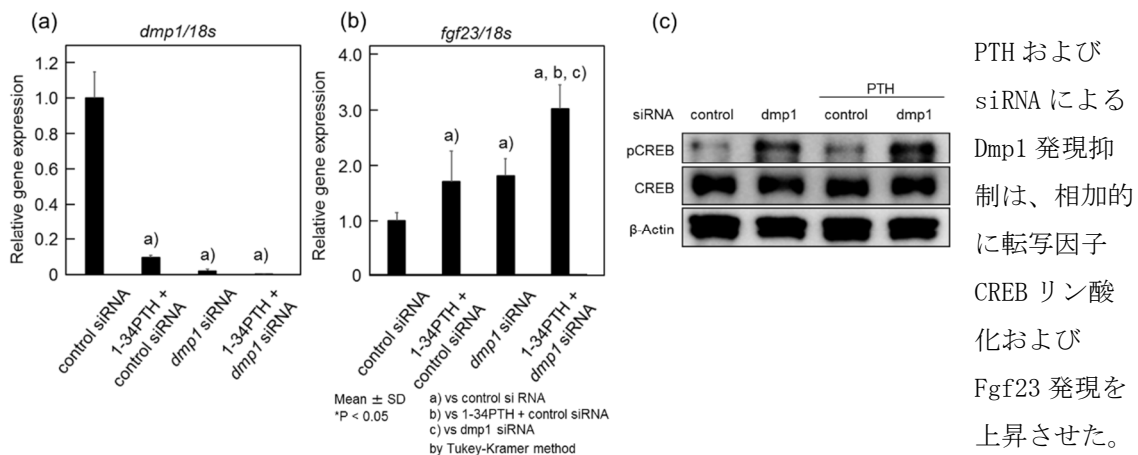 (a)
dmp1/18s
Relative gene expression
1.2
1.0
0.8
0.6
0.4
0.2
0
a)
a)
a)
control siRNA
1-34PTH +
control siRNA
dmp1 siRNA
1-34PTH +
dmp1 siRNA
(b)
fgf23/18s
Relative gene expression
4.0
3.0
2.0
1.0
0
a)
a)
a, b, c)
control siRNA
1-34PTH +
control siRNA
dmp1 siRNA
1-34PTH +
dmp1 siRNA
Mean ± SD
*P < 0.05
a) vs control si RNA
b) vs 1-34PTH + control siRNA
c) vs dmp1 siRNA
by Tukey-Kramer method
(c)
PTH
siRNA control dmp1 control dmp1
pCREB
CREB
β-Actin
PTH および
siRNA による
Dmp1 発現抑
制は、相加的
に転写因子
CREB リン酸
化および
Fgf23 発現を
上昇させた。